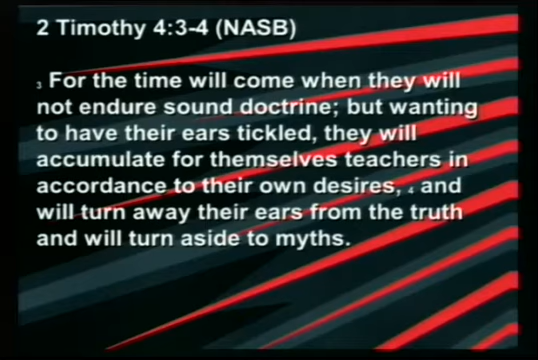 2 Timothy 4:3-4 (NASB)
3 For the time will come when they will
not endure sound doctrine; but wanting
to have their ears tickled, they will
accumulate for themselves teachers in
accordance to their own desires, 4 and
will turn away their ears from the truth
and will turn aside to myths.